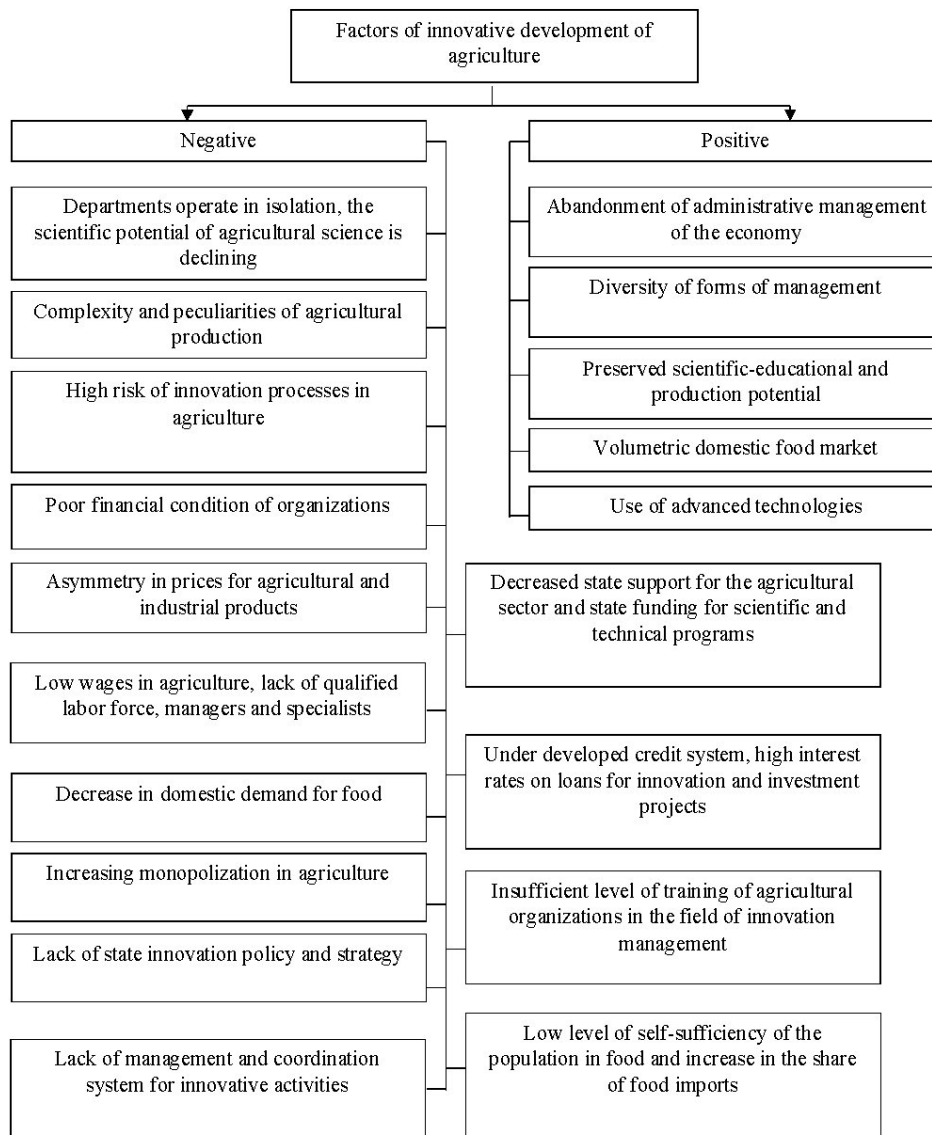 Factors of innovative development of
agriculture
Negative
Positive
Departments operate in isolation, the
scientific potential of agricultural science is
declining
Complexity and peculiarities of agricultural
production
High risk of innovation processes in
agriculture
Poor financial condition of organizations
Asymmetry in prices for agricultural and
industrial products
Low wages in agriculture, lack of qualified
labor force, managers and specialists
Decrease in domestic demand for food
Increasing monopolization in agriculture
Lack of state innovation policy and strategy
Lack of management and coordination
system for innovative activities
Abandonment of administrative management
of the economy
Diversity of forms of management
Preserved scientific-educational and
production potential
Volumetric domestic food market
Use of advanced technologies
Decreased state support for the agricultural
sector and state funding for scientific and
technical programs
Under developed credit system, high interest
rates on loans for innovation and investment
projects
Insufficient level of training of agricultural
organizations in the field of innovation
management
Low level of self-sufficiency of the
population in food and increase in the share
of food imports